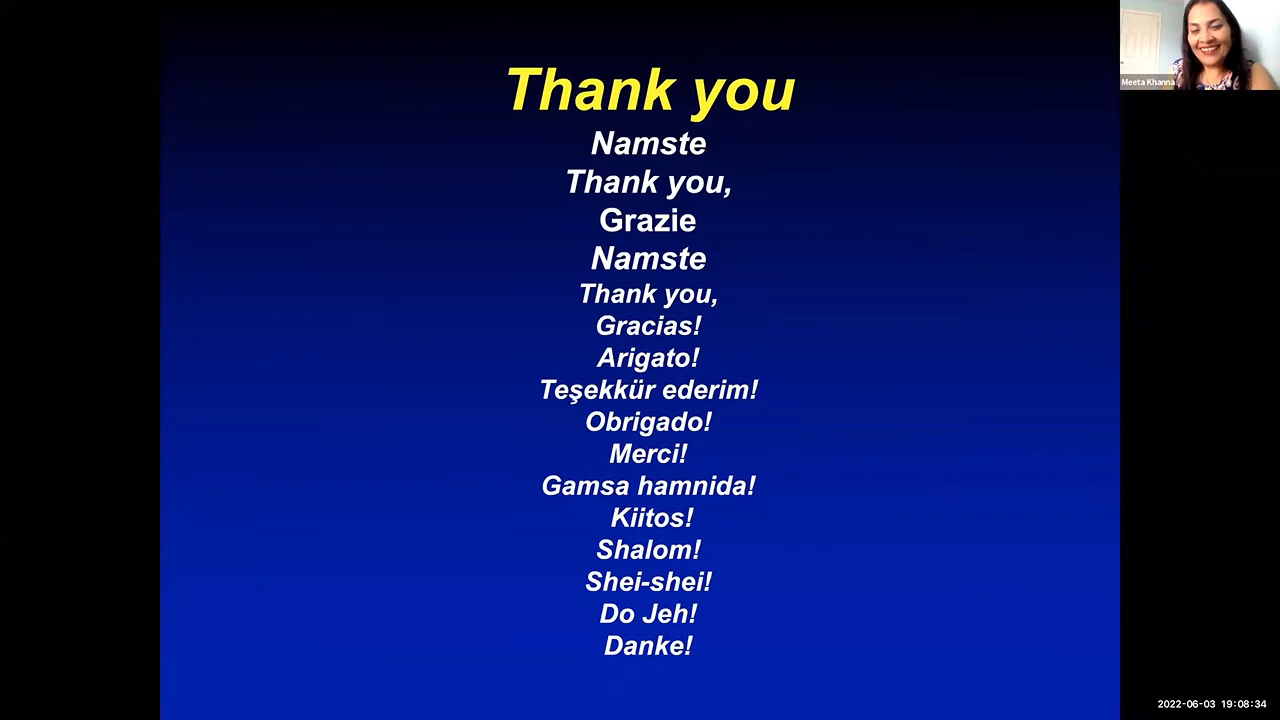 Thank you
Namste
Thank you,
Grazie
Namste
Thank you,
Gracias!
Arigato!
Teşekkür ederim!
Obrigado!
Merci!
Gamsa hamnida!
Kiitos!
Shalom!
Shei-shei!
Do Jeh!
Danke!
Meeta Khanna
2022-06-03 19:08:34